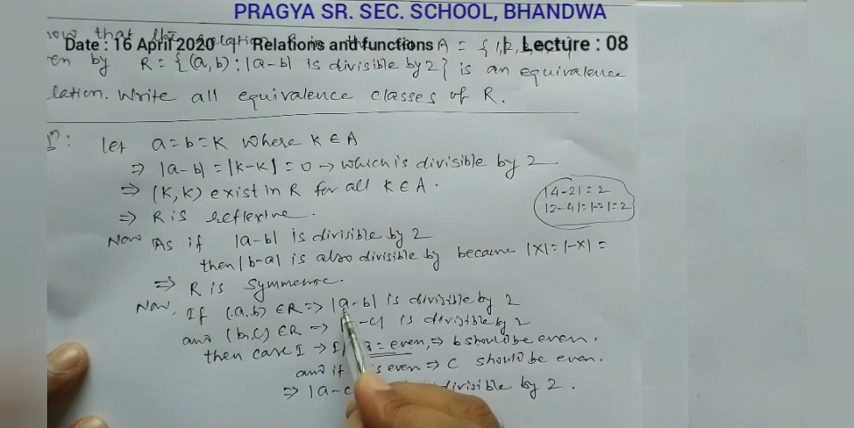 PRAGYA SR. SEC. SCHOOL, BHANDWA
Date : 16 April 2020 Relations and functions Lecture : 08
A = {
by R = {(a,b) : |a-b| is divisible by 2} is an equivalence
lation. Write all equivalence classes of R.
let a=b=K where K ∈ A
⇒ |a-b| = |K-K| = 0 → which is divisible by 2
⇒ (K, K) exist in R for all K ∈ A.
⇒ R is reflexive.
|4-2| = 2
|2-4| = |-2| = 2
Now As if |a-b| is divisible by 2
then |b-a| is also divisible by because |x| = |-x| =
⇒ R is Symmetric.
Now, If (a,b) ∈ R ⇒ |a-b| is divisible by 2
and (b,c) ∈ R ⇒ -c| is divisible by 2
then case I → = even, ⇒ b should be even.
and if is even ⇒ C should be even.
⇒ |a-c divisible by 2.